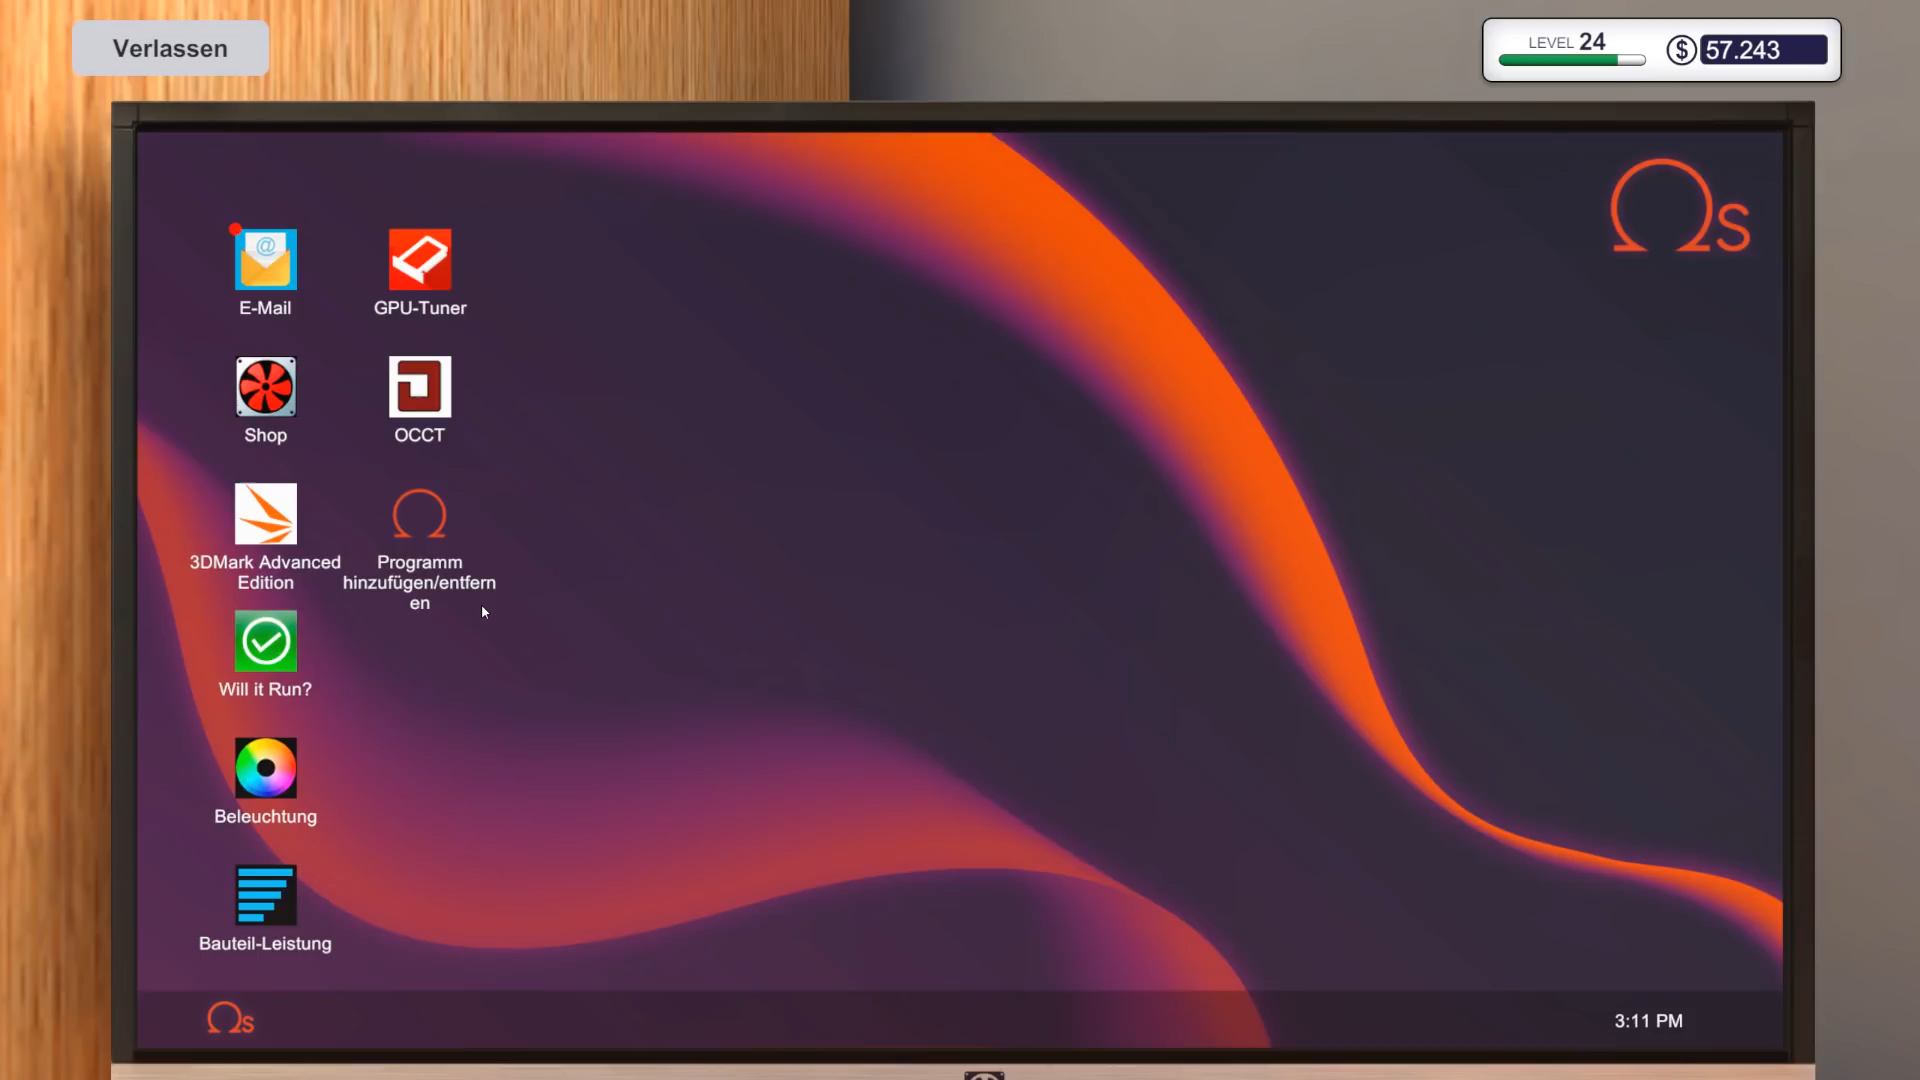 Verlassen
LEVEL 24
$ 57.243
Ωs
E-Mail
GPU-Tuner
Shop
OCCT
3DMark Advanced
Edition
Programm
hinzufügen/entfern
en
Will it Run?
Beleuchtung
Bauteil-Leistung
Ωs
3:11 PM